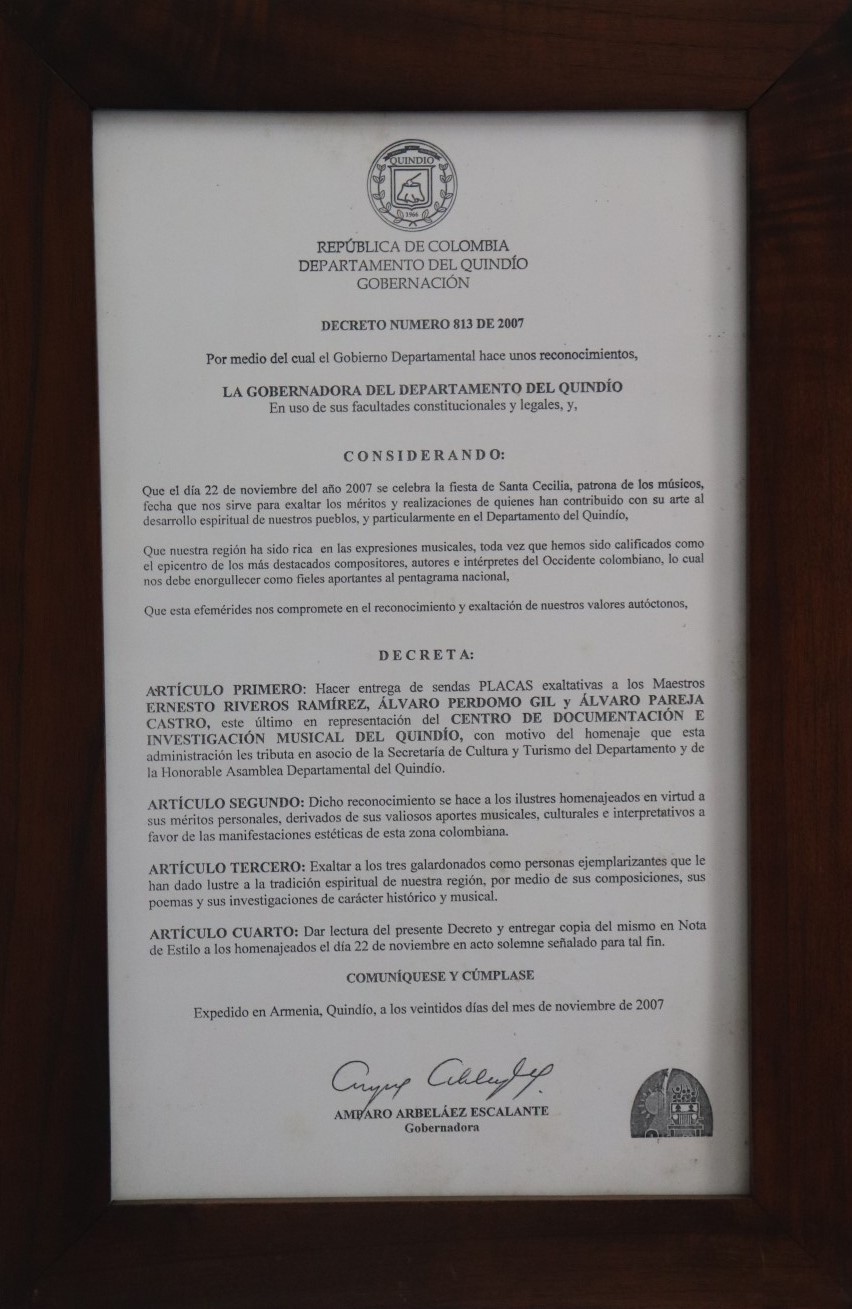 QUINDIO
1966
REPÚBLICA DE COLOMBIA
DEPARTAMENTO DEL QUINDÍO
GOBERNACIÓN
DECRETO NUMERO 813 DE 2007
Por medio del cual el Gobierno Departamental hace unos reconocimientos,
LA GOBERNADORA DEL DEPARTAMENTO DEL QUINDÍO
En uso de sus facultades constitucionales y legales, y,
C O N S I D E R A N D O:
Que el día 22 de noviembre del año 2007 se celebra la fiesta de Santa Cecilia, patrona de los músicos,
fecha que nos sirve para exaltar los méritos y realizaciones de quienes han contribuido con su arte al
desarrollo espiritual de nuestros pueblos, y particularmente en el Departamento del Quindío,
Que nuestra región ha sido rica en las expresiones musicales, toda vez que hemos sido calificados como
el epicentro de los más destacados compositores, autores e intérpretes del Occidente colombiano, lo cual
nos debe enorgullecer como fieles aportantes al pentagrama nacional,
Que esta efemérides nos compromete en el reconocimiento y exaltación de nuestros valores autóctonos,
D E C R E T A:
ARTÍCULO PRIMERO: Hacer entrega de sendas PLACAS exaltativas a los Maestros
ERNESTO RIVEROS RAMÍREZ, ÁLVARO PERDOMO GIL y ÁLVARO PAREJA
CASTRO, este último en representación del CENTRO DE DOCUMENTACIÓN E
INVESTIGACIÓN MUSICAL DEL QUINDÍO, con motivo del homenaje que esta
administración les tributa en asocio de la Secretaría de Cultura y Turismo del Departamento y de
la Honorable Asamblea Departamental del Quindío.
ARTÍCULO SEGUNDO: Dicho reconocimiento se hace a los ilustres homenajeados en virtud a
sus méritos personales, derivados de sus valiosos aportes musicales, culturales e interpretativos a
favor de las manifestaciones estéticas de esta zona colombiana.
ARTÍCULO TERCERO: Exaltar a los tres galardonados como personas ejemplarizantes que le
han dado lustre a la tradición espiritual de nuestra región, por medio de sus composiciones, sus
poemas y sus investigaciones de carácter histórico y musical.
ARTÍCULO CUARTO: Dar lectura del presente Decreto y entregar copia del mismo en Nota
de Estilo a los homenajeados el día 22 de noviembre en acto solemne señalado para tal fin.
COMUNÍQUESE Y CÚMPLASE
Expedido en Armenia, Quindío, a los veintidos días del mes de noviembre de 2007
AMPARO ARBELÁEZ ESCALANTE
Gobernadora